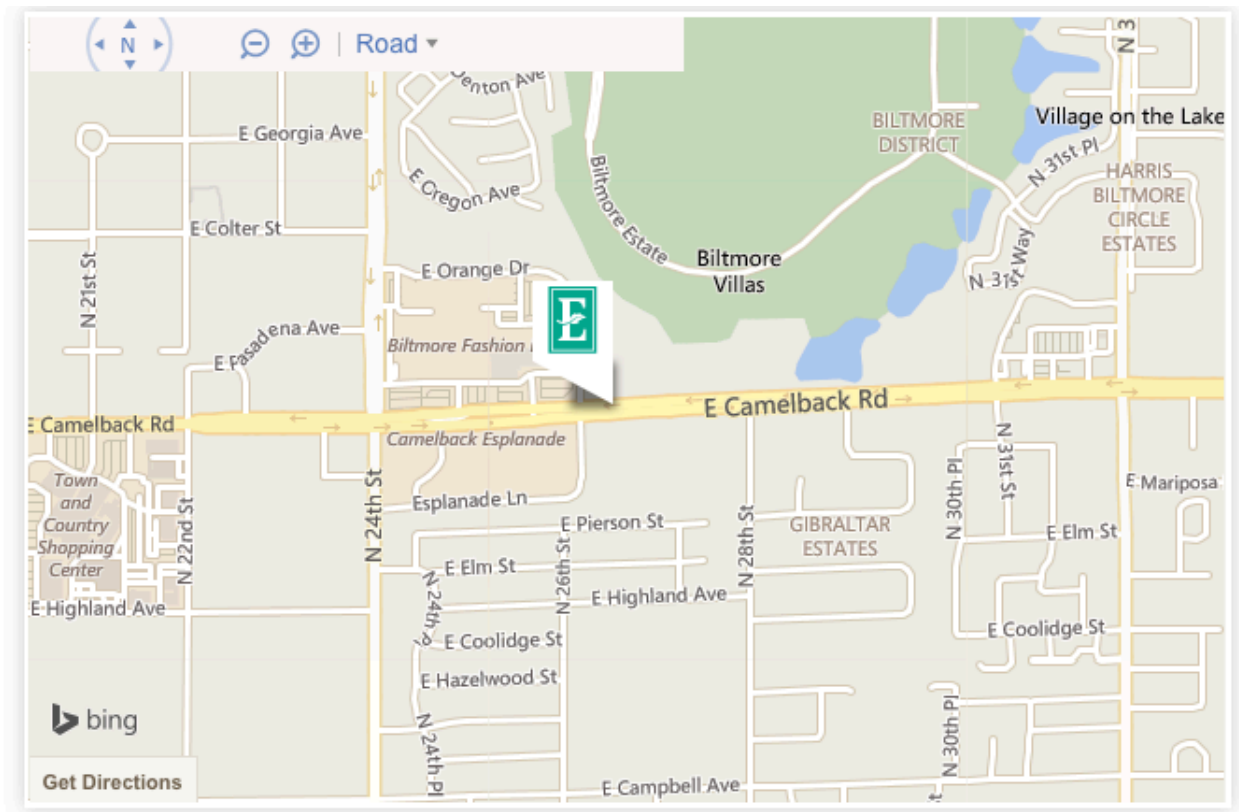 N
Road
N 3
Denton Ave
E Georgia Ave
BILTMORE
DISTRICT
Village on the Lake
N 31st Pl
HARRIS
BILTMORE
CIRCLE
ESTATES
E Oregon Ave
Biltmore Estate
E Colter St
N 21st St
E Orange Dr
Biltmore
Villas
N 31st Way
E
E Pasadena Ave
Biltmore Fashion
E Camelback Rd
E Camelback Rd
Camelback Esplanade
Town
and
Country
Shopping
Center
N 22nd St
N 24th St
Esplanade Ln
E Pierson St
N 26th St
N 28th St
GIBRALTAR
ESTATES
N 30th Pl
N 31st St
E Mariposa
E Elm St
E Elm St
E Highland Ave
E Highland Ave
N 24th Pl
E Coolidge St
E Coolidge St
E Hazelwood St
N 24th Pl
N 30th Pl
bing
Get Directions
E Campbell Ave